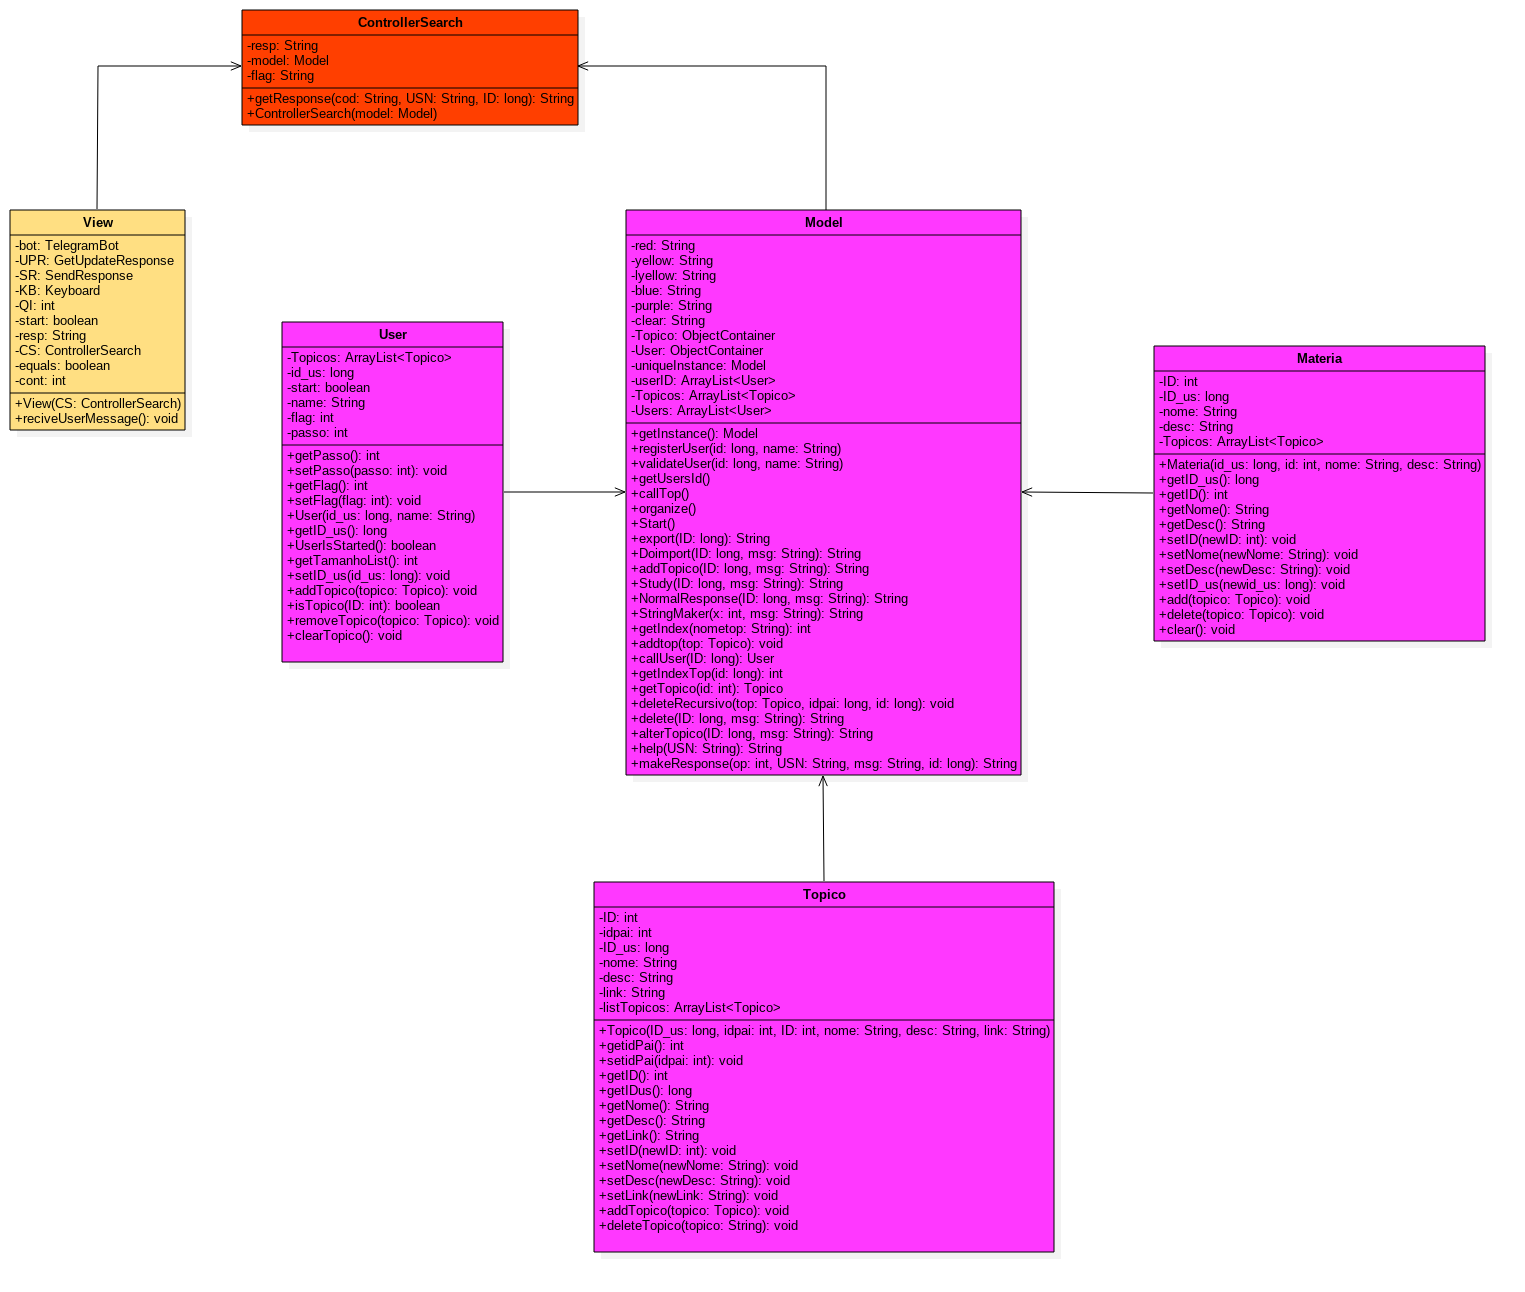 ControllerSearch
-resp: String
-model: Model
-flag: String
+getResponse(cod: String, USN: String, ID: long): String
+ControllerSearch(model: Model)
View
-bot: TelegramBot
-UPR: GetUpdateResponse
-SR: SendResponse
-KB: Keyboard
-QI: int
-start: boolean
-resp: String
-CS: ControllerSearch
-equals: boolean
-cont: int
+View(CS: ControllerSearch)
+reciveUserMessage(): void
User
-Topicos: ArrayList<Topico>
-id_us: long
-start: boolean
-name: String
-flag: int
-passo: int
+getPasso(): int
+setPasso(passo: int): void
+getFlag(): int
+setFlag(flag: int): void
+User(id_us: long, name: String)
+getID_us(): long
+UserIsStarted(): boolean
+getTamanhoList(): int
+setID_us(id_us: long): void
+addTopico(topico: Topico): void
+isTopico(ID: int): boolean
+removeTopico(topico: Topico): void
+clearTopico(): void
Model
-red: String
-yellow: String
-lyellow: String
-blue: String
-purple: String
-clear: String
-Topico: ObjectContainer
-User: ObjectContainer
-uniqueInstance: Model
-userID: ArrayList<User>
-Topicos: ArrayList<Topico>
-Users: ArrayList<User>
+getInstance(): Model
+registerUser(id: long, name: String)
+validateUser(id: long, name: String)
+getUsersId()
+callTop()
+organize()
+Start()
+export(ID: long): String
+Doimport(ID: long, msg: String): String
+addTopico(ID: long, msg: String): String
+Study(ID: long, msg: String): String
+NormalResponse(ID: long, msg: String): String
+StringMaker(x: int, msg: String): String
+getIndex(nometop: String): int
+addtop(top: Topico): void
+callUser(ID: long): User
+getIndexTop(id: long): int
+getTopico(id: int): Topico
+deleteRecursivo(top: Topico, idpai: long, id: long): void
+delete(ID: long, msg: String): String
+alterTopico(ID: long, msg: String): String
+help(USN: String): String
+makeResponse(op: int, USN: String, msg: String, id: long): String
Materia
-ID: int
-ID_us: long
-nome: String
-desc: String
-Topicos: ArrayList<Topico>
+Materia(id_us: long, id: int, nome: String, desc: String)
+getID_us(): long
+getID(): int
+getNome(): String
+getDesc(): String
+setID(newID: int): void
+setNome(newNome: String): void
+setDesc(newDesc: String): void
+setID_us(newid_us: long): void
+add(topico: Topico): void
+delete(topico: Topico): void
+clear(): void
Topico
-ID: int
-idpai: int
-ID_us: long
-nome: String
-desc: String
-link: String
-listTopicos: ArrayList<Topico>
+Topico(ID_us: long, idpai: int, ID: int, nome: String, desc: String, link: String)
+getidPai(): int
+setidPai(idpai: int): void
+getID(): int
+getIDus(): long
+getNome(): String
+getDesc(): String
+getLink(): String
+setID(newID: int): void
+setNome(newNome: String): void
+setDesc(newDesc: String): void
+setLink(newLink: String): void
+addTopico(topico: Topico): void
+deleteTopico(topico: String): void